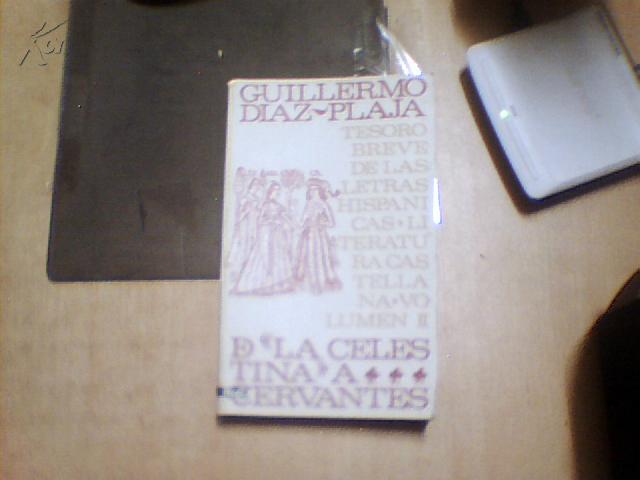 GUILLERMO
DIAZ-PLAJA
TESORO
BREVE
DE LAS
LETRAS
HISPANI
CAS·LI
TERATU
RA CAS
TELLA
NA·VO
LUMEN II
DE "LA CELES
TINA" A
CERVANTES